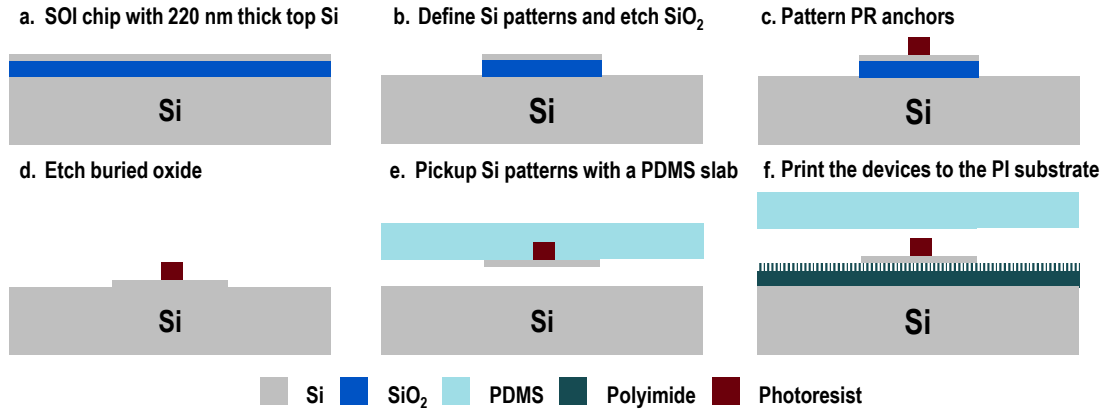 a. SOI chip with 220 nm thick top Si
b. Define Si patterns and etch SiO₂
c. Pattern PR anchors
Si
Si
Si
d. Etch buried oxide
e. Pickup Si patterns with a PDMS slab
f. Print the devices to the PI substrate
Si
Si
Si
Si
SiO₂
PDMS
Polyimide
Photoresist